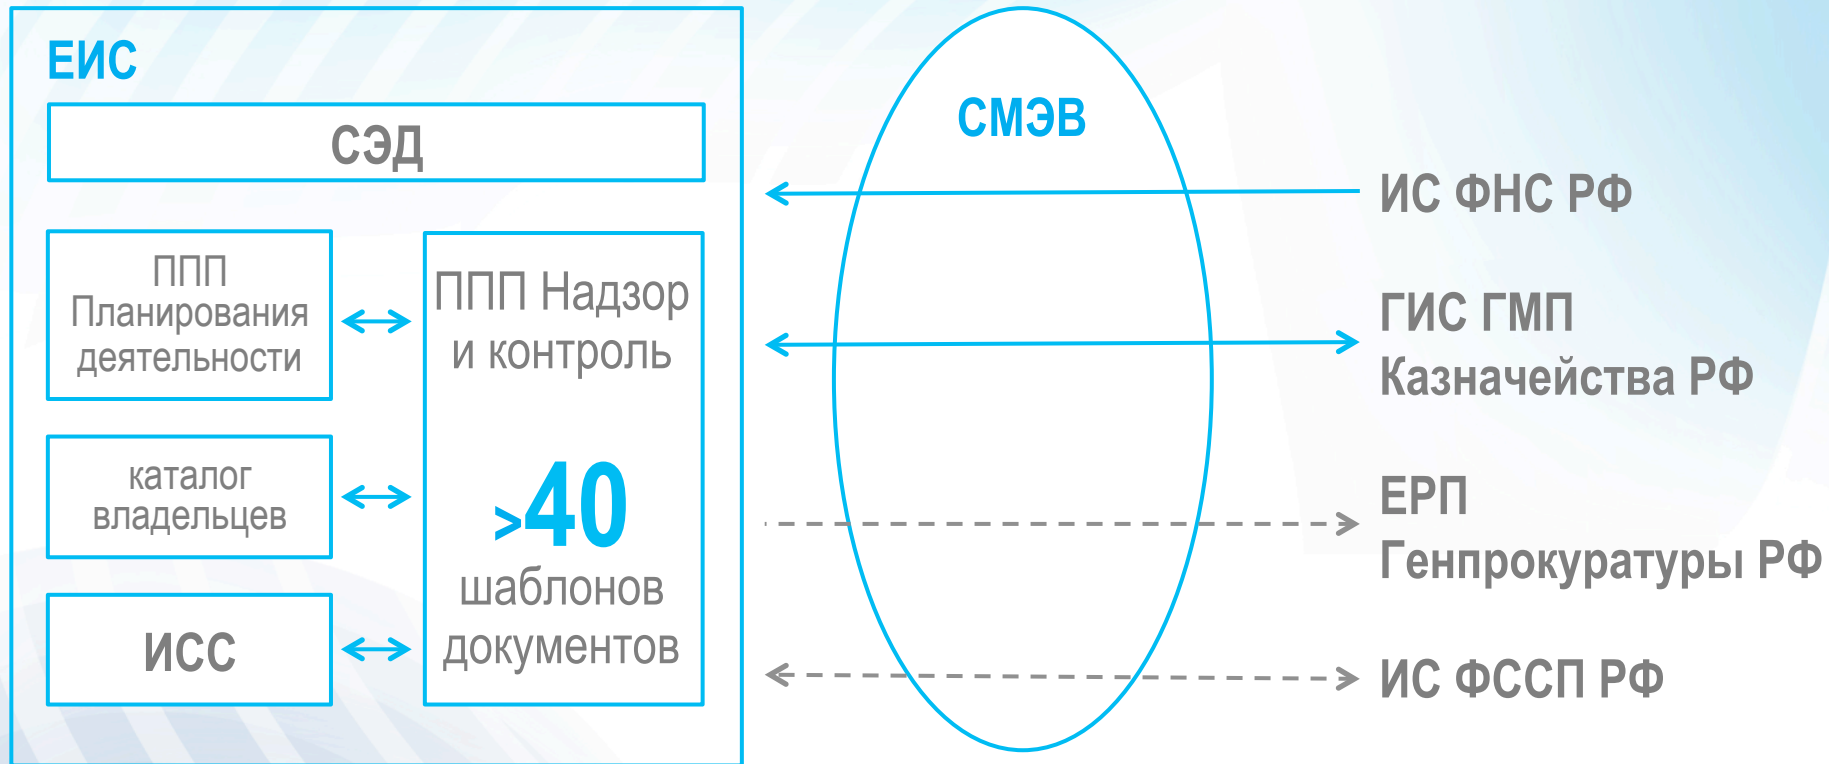 ЕИС
СЭД
ППП
Планирования
деятельности
каталог
владельцев
ИСС
ППП Надзор
и контроль
>40
шаблонов
документов
СМЭВ
ИС ФНС РФ
ГИС ГМП
Казначейства РФ
ЕРП
Генпрокуратуры РФ
ИС ФССП РФ